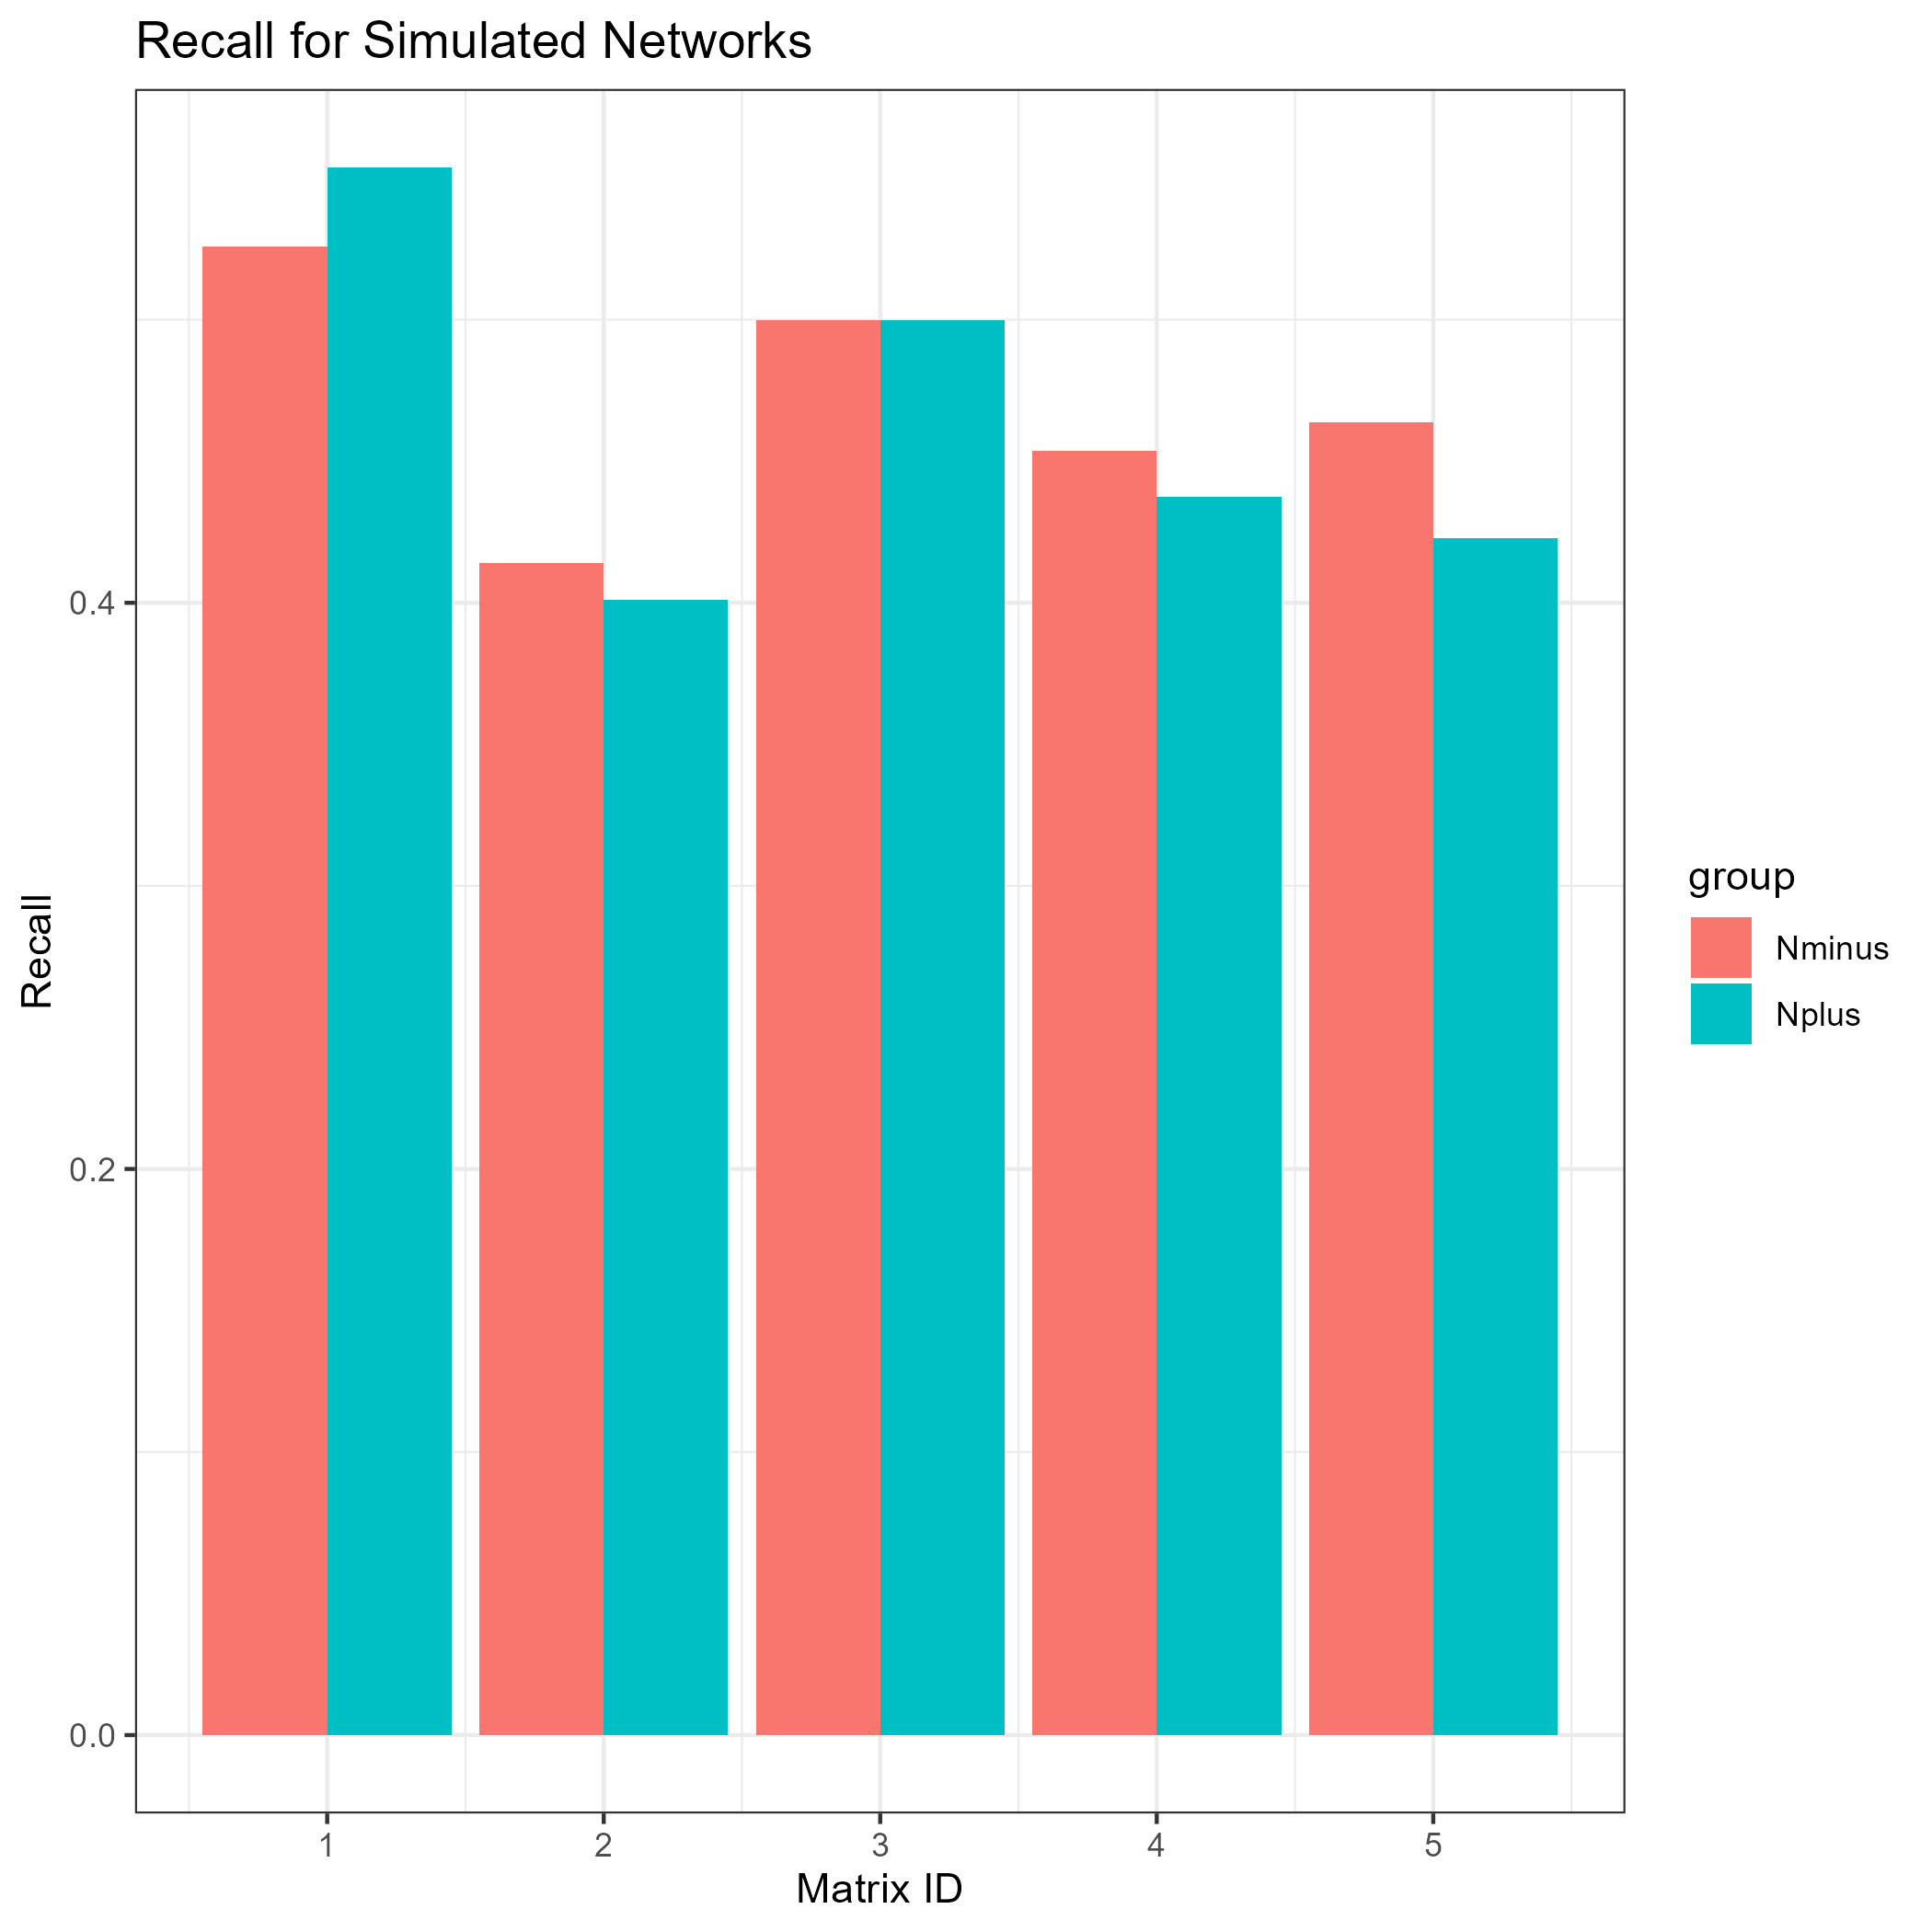 Recall for Simulated Networks
Recall
0.4
0.2
0.0
1 2 3 4 5
Matrix ID
group
Nminus
Nplus